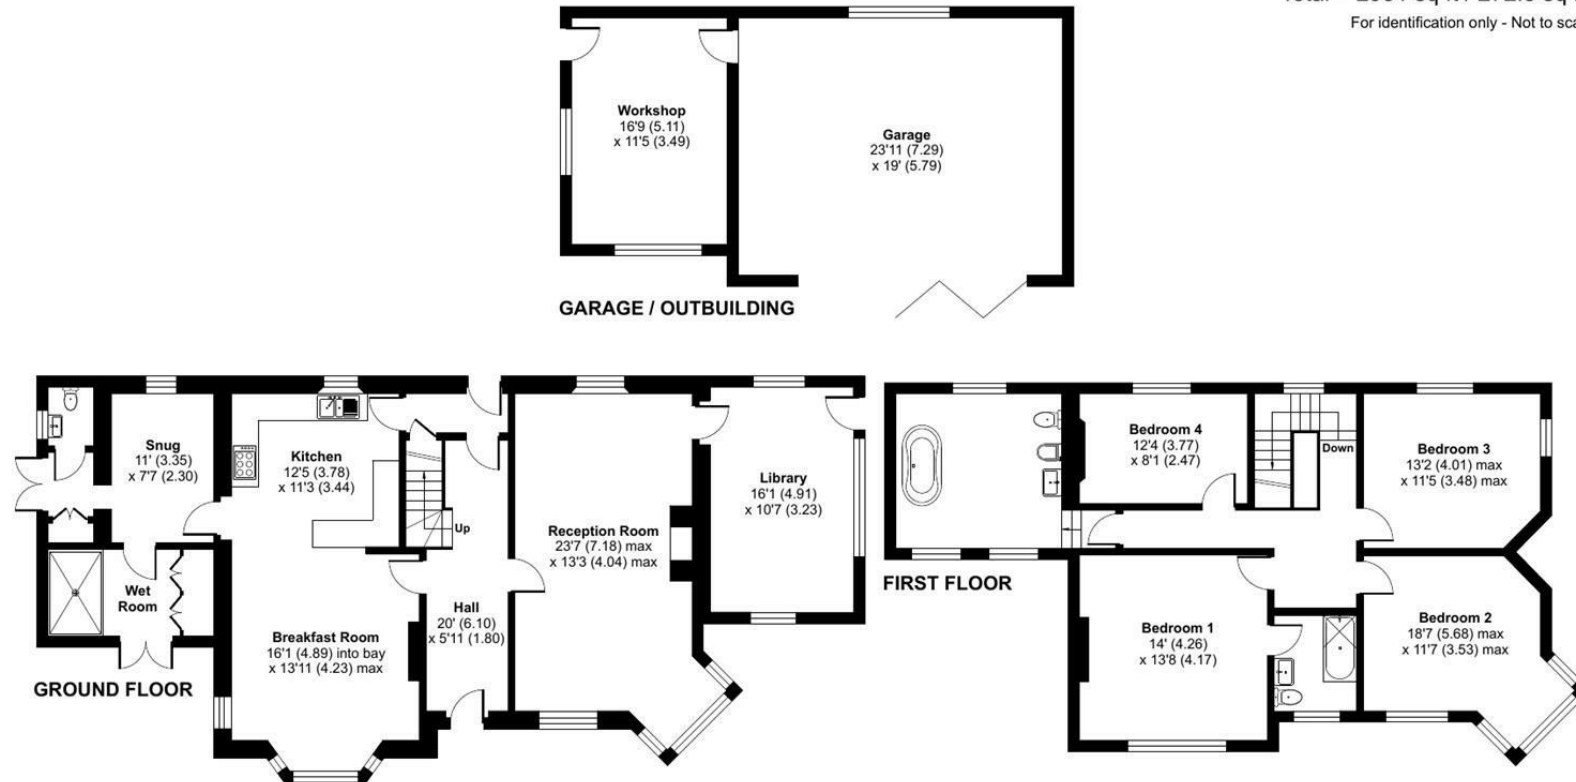 For identification only - Not to sca
Workshop
16'9 (5.11)
x 11'5 (3.49)
Garage
23'11 (7.29)
x 19' (5.79)
GARAGE / OUTBUILDING
Snug
11' (3.35)
x 7'7 (2.30)
Kitchen
12'5 (3.78)
x 11'3 (3.44)
Up
Reception Room
23'7 (7.18) max
x 13'3 (4.04) max
Library
16'1 (4.91)
x 10'7 (3.23)
Wet
Room
Hall
20' (6.10)
x 5'11 (1.80)
Breakfast Room
16'1 (4.89) into bay
x 13'11 (4.23) max
GROUND FLOOR
Bedroom 4
12'4 (3.77)
x 8'1 (2.47)
Down
Bedroom 3
13'2 (4.01) max
x 11'5 (3.48) max
FIRST FLOOR
Bedroom 1
14' (4.26)
x 13'8 (4.17)
Bedroom 2
18'7 (5.68) max
x 11'7 (3.53) max